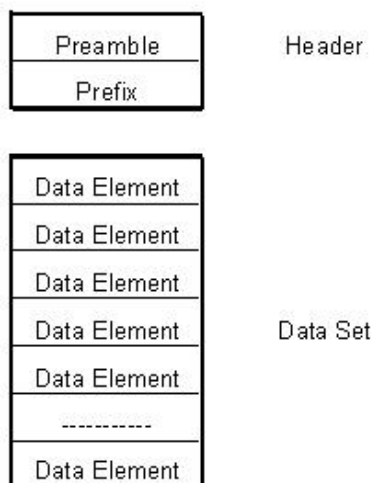 Preamble Header
Prefix
Data Element
Data Element
Data Element
Data Element Data Set
Data Element
-----------
Data Element